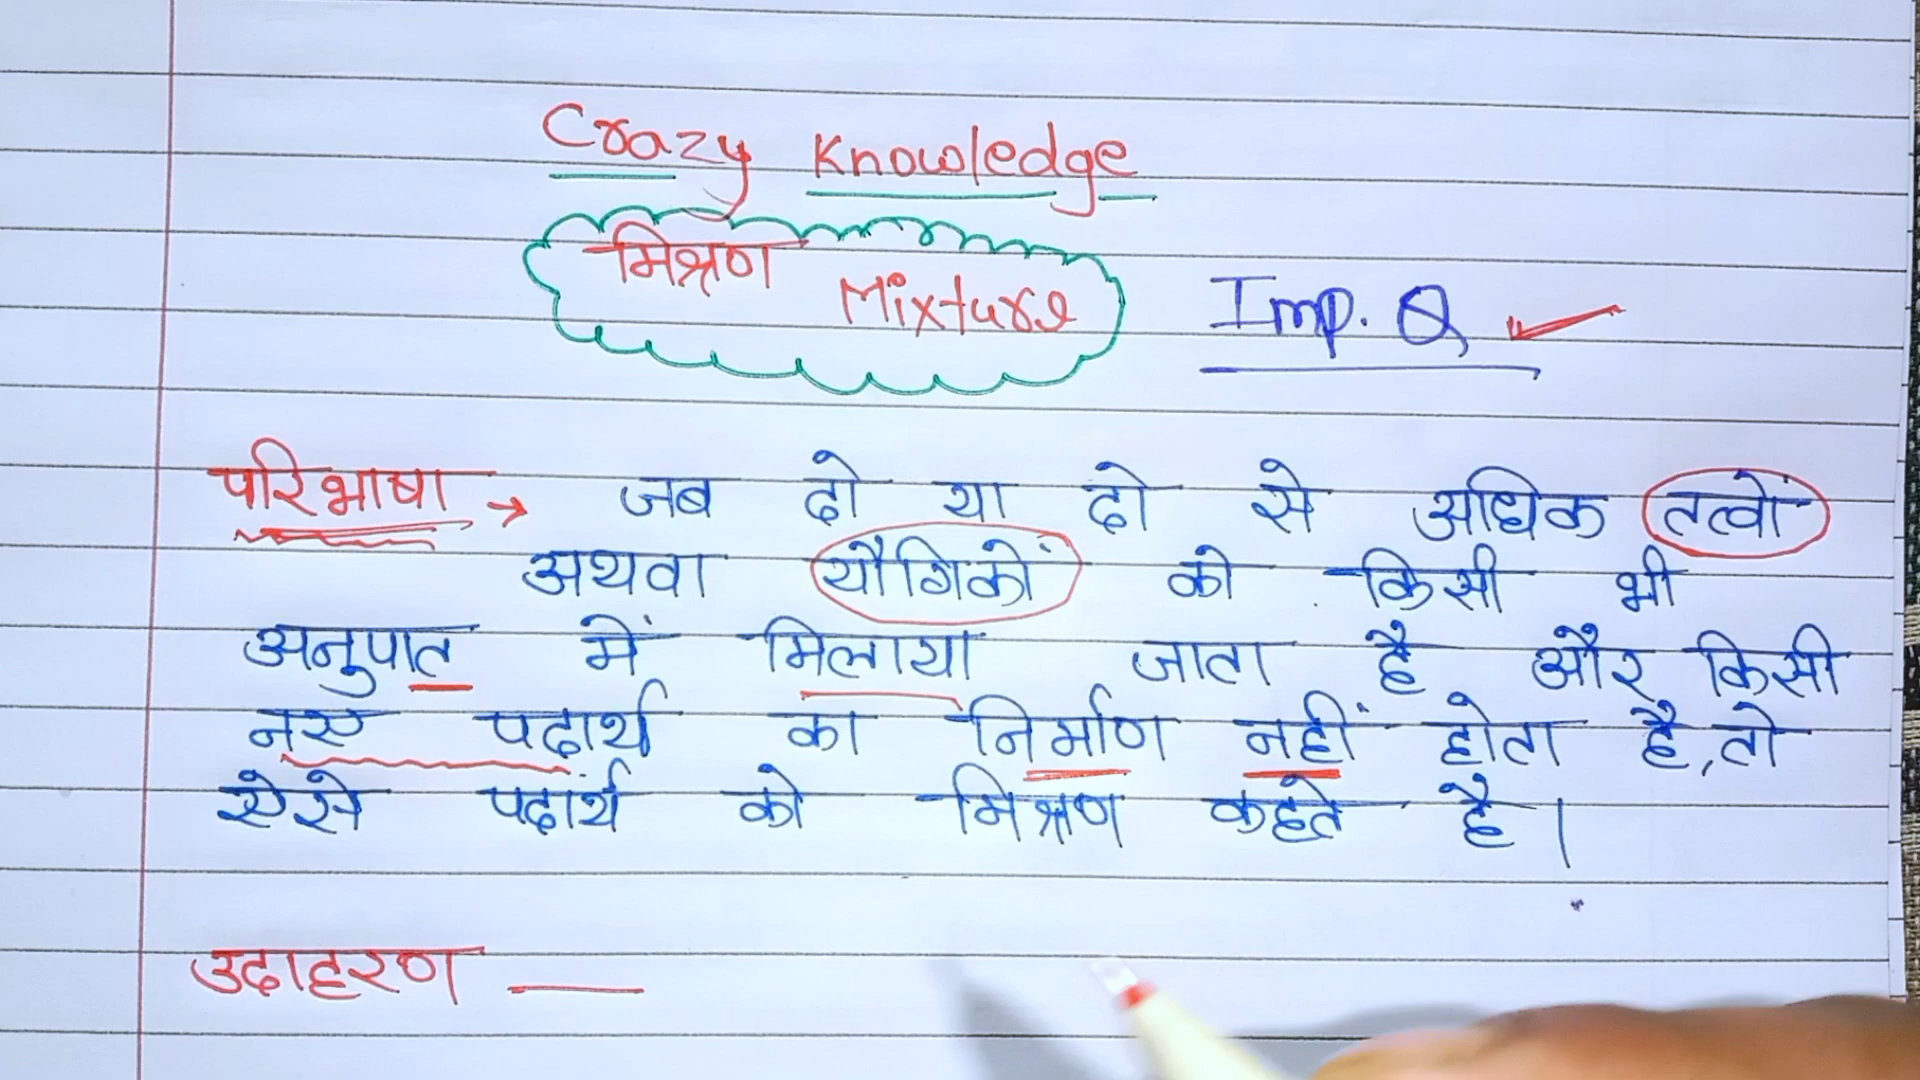 Crazy Knowledge
मिश्रण Mixture
Imp. Q
परिभाषा → जब दो या दो से अधिक तत्वों
अथवा यौगिकों को किसी भी
अनुपात में मिलाया जाता है और किसी
नए पदार्थ का निर्माण नहीं होता है, तो
ऐसे पदार्थ को मिश्रण कहते है।
उदाहरण —